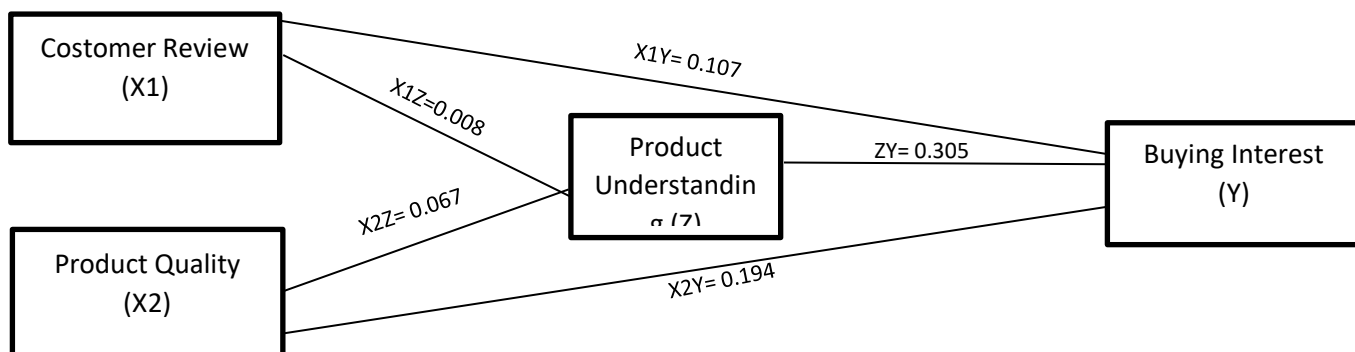 Costomer Review
(X1)
X1Y= 0.107
X1Z=0.008
Product
Understandin
g (Z)
ZY= 0.305
Buying Interest
(Y)
X2Z= 0.067
Product Quality
(X2)
X2Y= 0.194